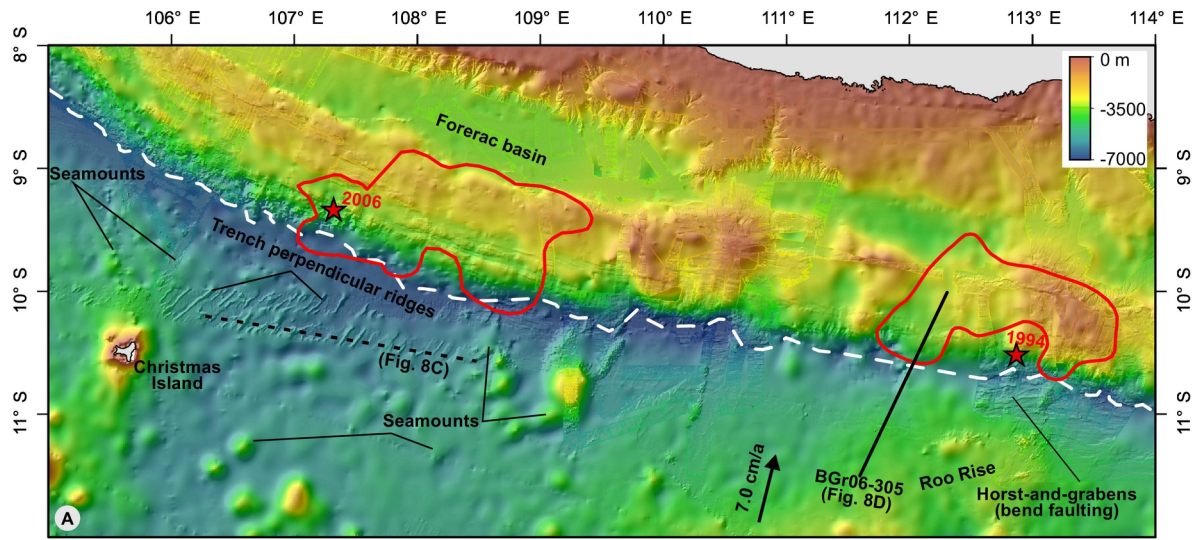 106° E 107° E 108° E 109° E 110° E 111° E 112° E 113° E 114° E
8° S
0 m
-3500
-7000
Forerac basin
9° S
9° S
Seamounts
2006
Trench perpendicular ridges
10° S
10° S
1994
(Fig. 8C)
Christmas
Island
11° S
11° S
Seamounts
7.0 cm/a
BGr06-305
(Fig. 8D)
Roo Rise
Horst-and-grabens
(bend faulting)
A